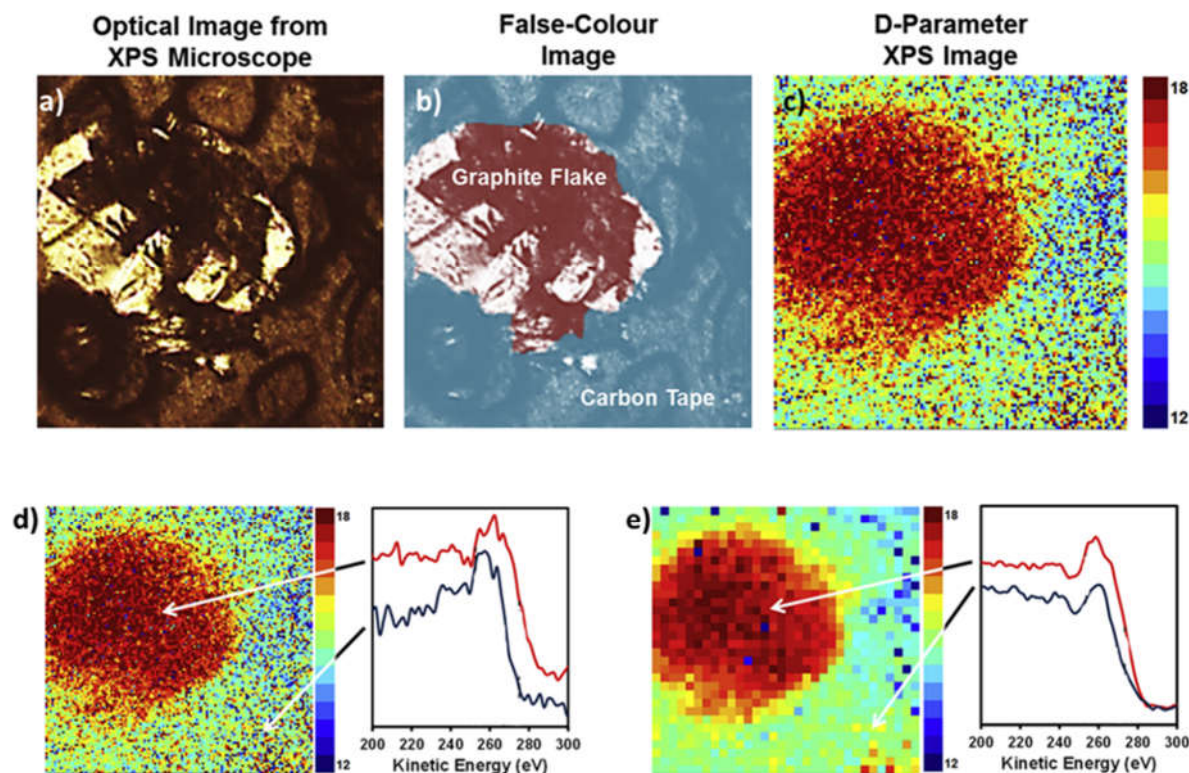 Optical Image from
XPS Microscope
False-Colour
Image
D-Parameter
XPS Image
a)
b)
Graphite Flake
Carbon Tape
c)
18
12
d)
18
12
200 220 240 260 280 300
Kinetic Energy (eV)
e)
18
12
200 220 240 260 280 300
Kinetic Energy (eV)